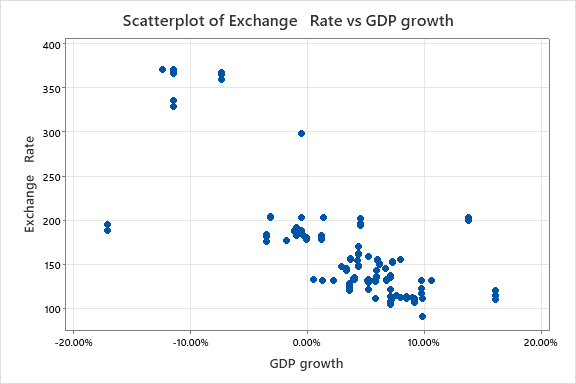 Scatterplot of Exchange Rate vs GDP growth
400
350
300
250
200
150
100
Exchange Rate
-20.00% -10.00% 0.00% 10.00% 20.00%
GDP growth